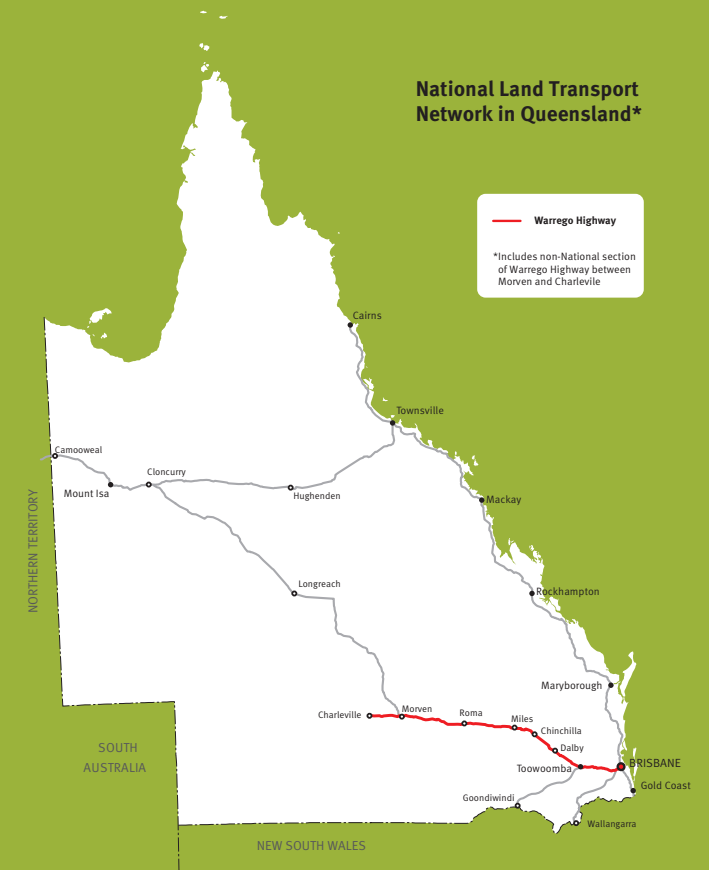 National Land Transport
Network in Queensland*
Warrego Highway
*Includes non-National section
of Warrego Highway between
Morven and Charlevile
Cairns
Townsville
Camooweal
Cloncurry
Mount Isa
Hughenden
Mackay
NORTHERN TERRITORY
Longreach
Rockhampton
Maryborough
Charleville
Morven
Roma
Miles
Chinchilla
Dalby
SOUTH
AUSTRALIA
Toowoomba
BRISBANE
Gold Coast
Goondiwindi
Wallangarra
NEW SOUTH WALES